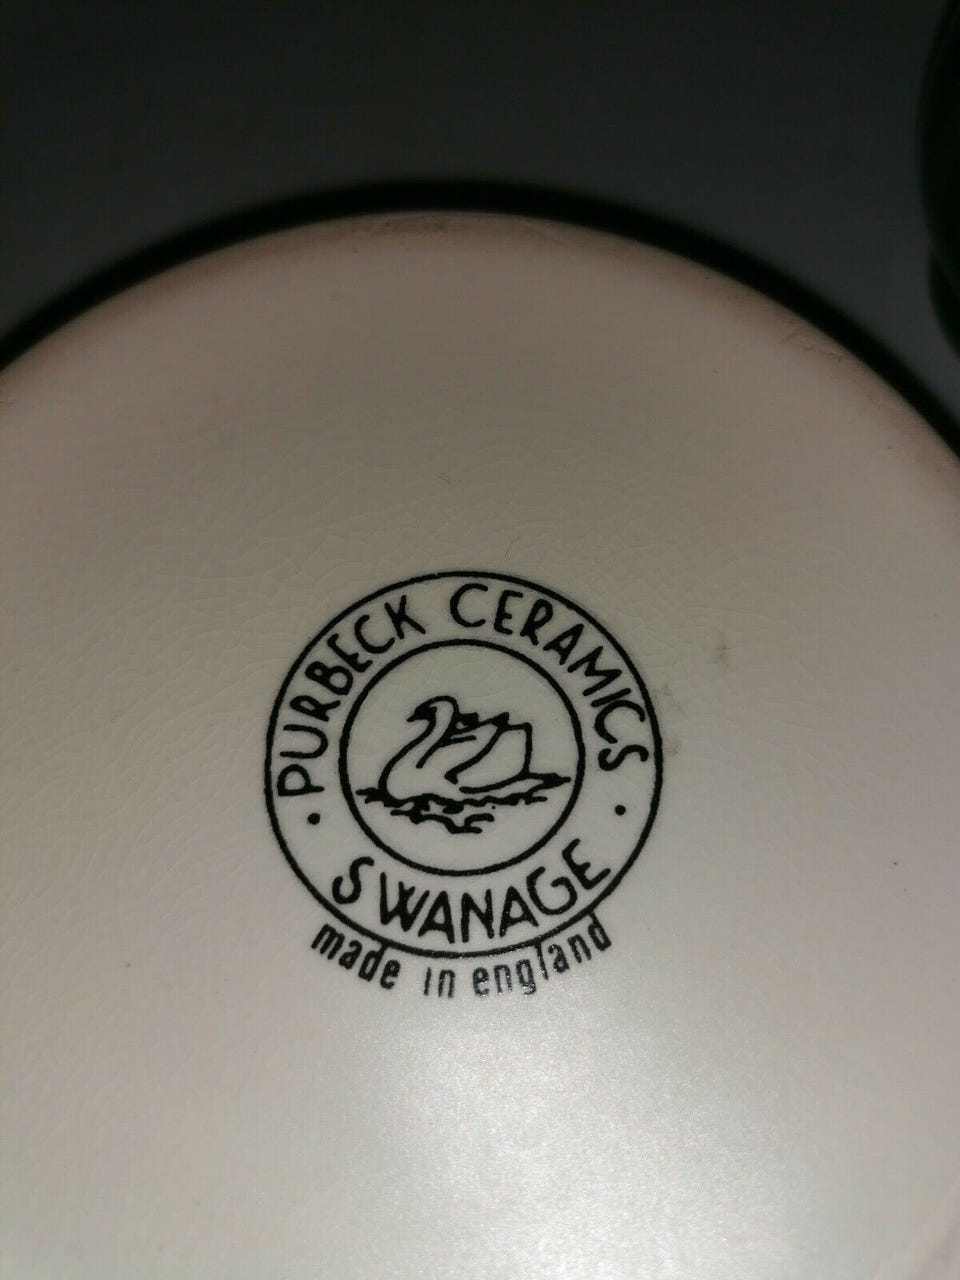 PURBECK CERAMICS
· SWANAGE ·
made in england